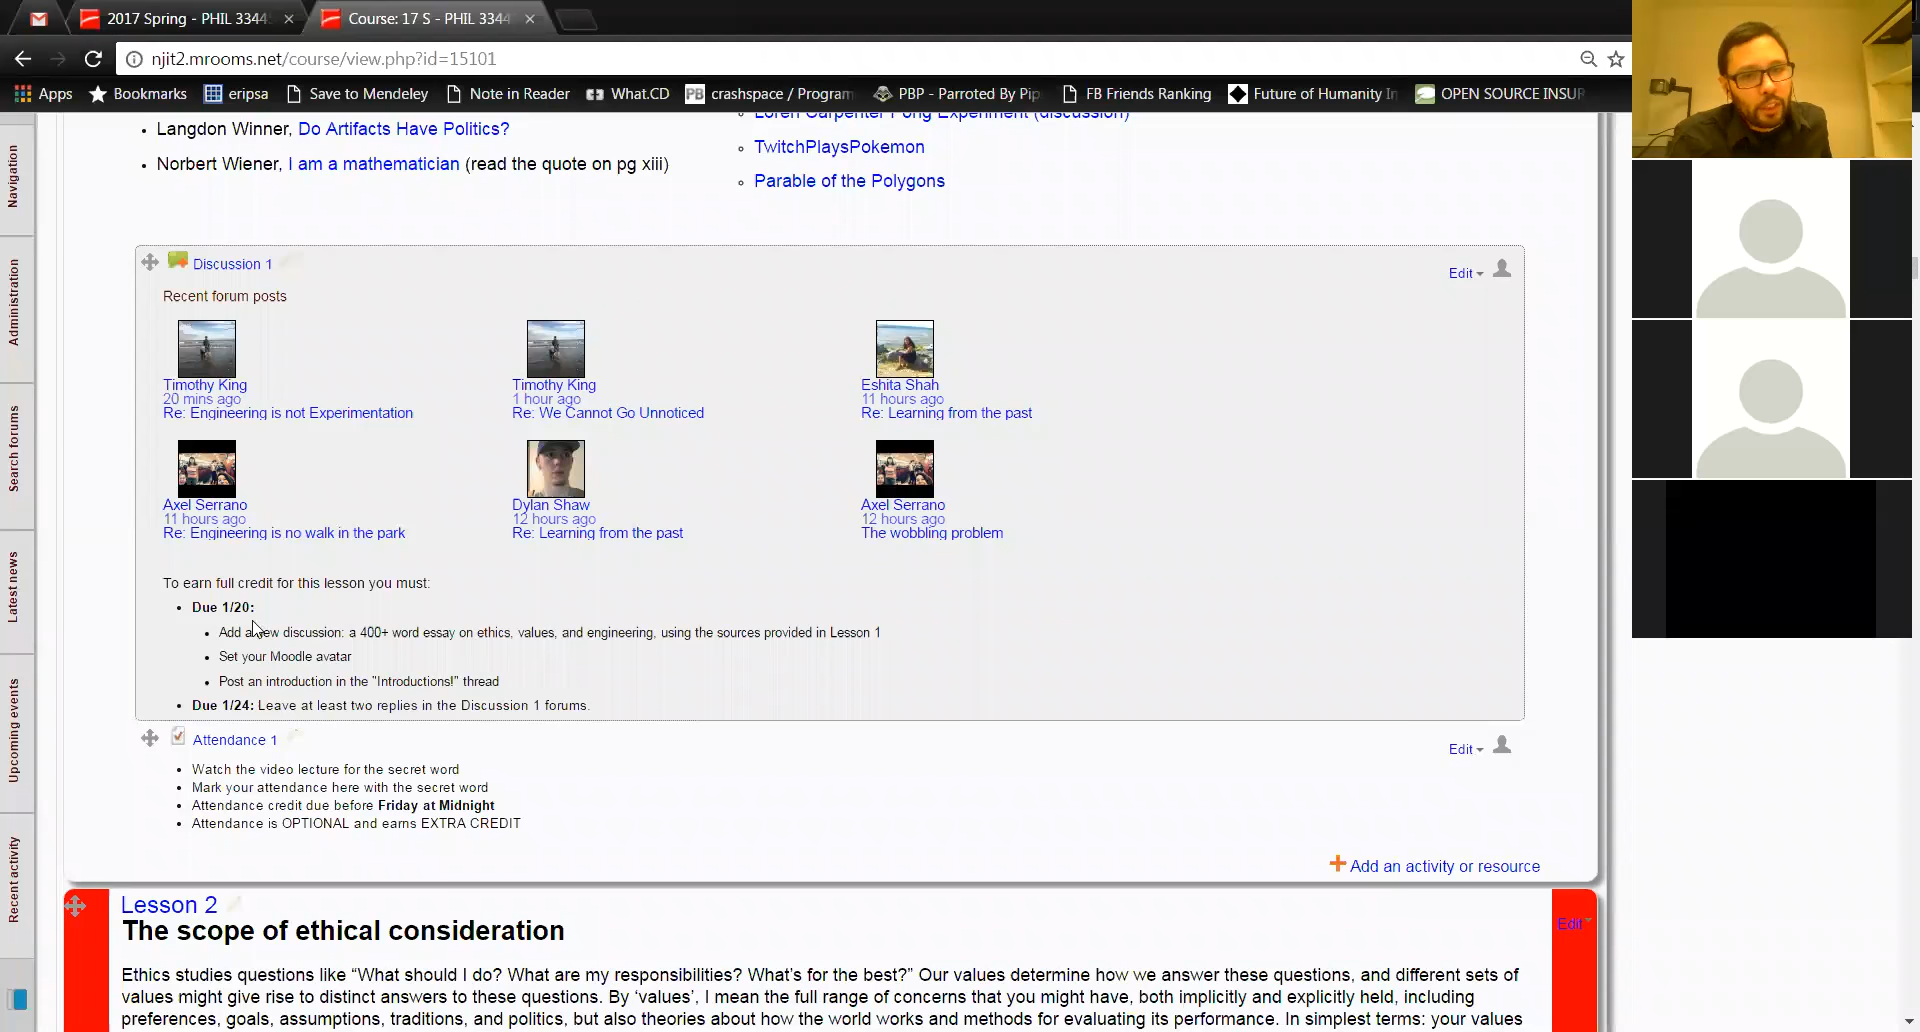 2017 Spring - PHIL 334
Course: 17 S - PHIL 334
njit2.mrooms.net/course/view.php?id=15101
Apps
Bookmarks
eripsa
Save to Mendeley
Note in Reader
What.CD
PB crashspace / Program
PBP - Parroted By Pip
FB Friends Ranking
Future of Humanity In
OPEN SOURCE INSUR
Navigation
Administration
Search forums
Latest news
Upcoming events
Recent activity
Langdon Winner, Do Artifacts Have Politics?
Norbert Wiener, I am a mathematician (read the quote on pg xiii)
Loren Carpenter Pong Experiment (discussion)
TwitchPlaysPokemon
Parable of the Polygons
Discussion 1
Edit
Recent forum posts
Timothy King
20 mins ago
Re: Engineering is not Experimentation
Timothy King
1 hour ago
Re: We Cannot Go Unnoticed
Eshita Shah
11 hours ago
Re: Learning from the past
Axel Serrano
11 hours ago
Re: Engineering is no walk in the park
Dylan Shaw
12 hours ago
Re: Learning from the past
Axel Serrano
12 hours ago
The wobbling problem
To earn full credit for this lesson you must:
Due 1/20:
Add a new discussion: a 400+ word essay on ethics, values, and engineering, using the sources provided in Lesson 1
Set your Moodle avatar
Post an introduction in the "Introductions!" thread
Due 1/24: Leave at least two replies in the Discussion 1 forums.
Attendance 1
Edit
Watch the video lecture for the secret word
Mark your attendance here with the secret word
Attendance credit due before Friday at Midnight
Attendance is OPTIONAL and earns EXTRA CREDIT
Add an activity or resource
Lesson 2
Edit
The scope of ethical consideration
Ethics studies questions like “What should I do? What are my responsibilities? What's for the best?” Our values determine how we answer these questions, and different sets of
values might give rise to distinct answers to these questions. By ‘values’, I mean the full range of concerns that you might have, both implicitly and explicitly held, including
preferences, goals, assumptions, traditions, and politics, but also theories about how the world works and methods for evaluating its performance. In simplest terms: your values